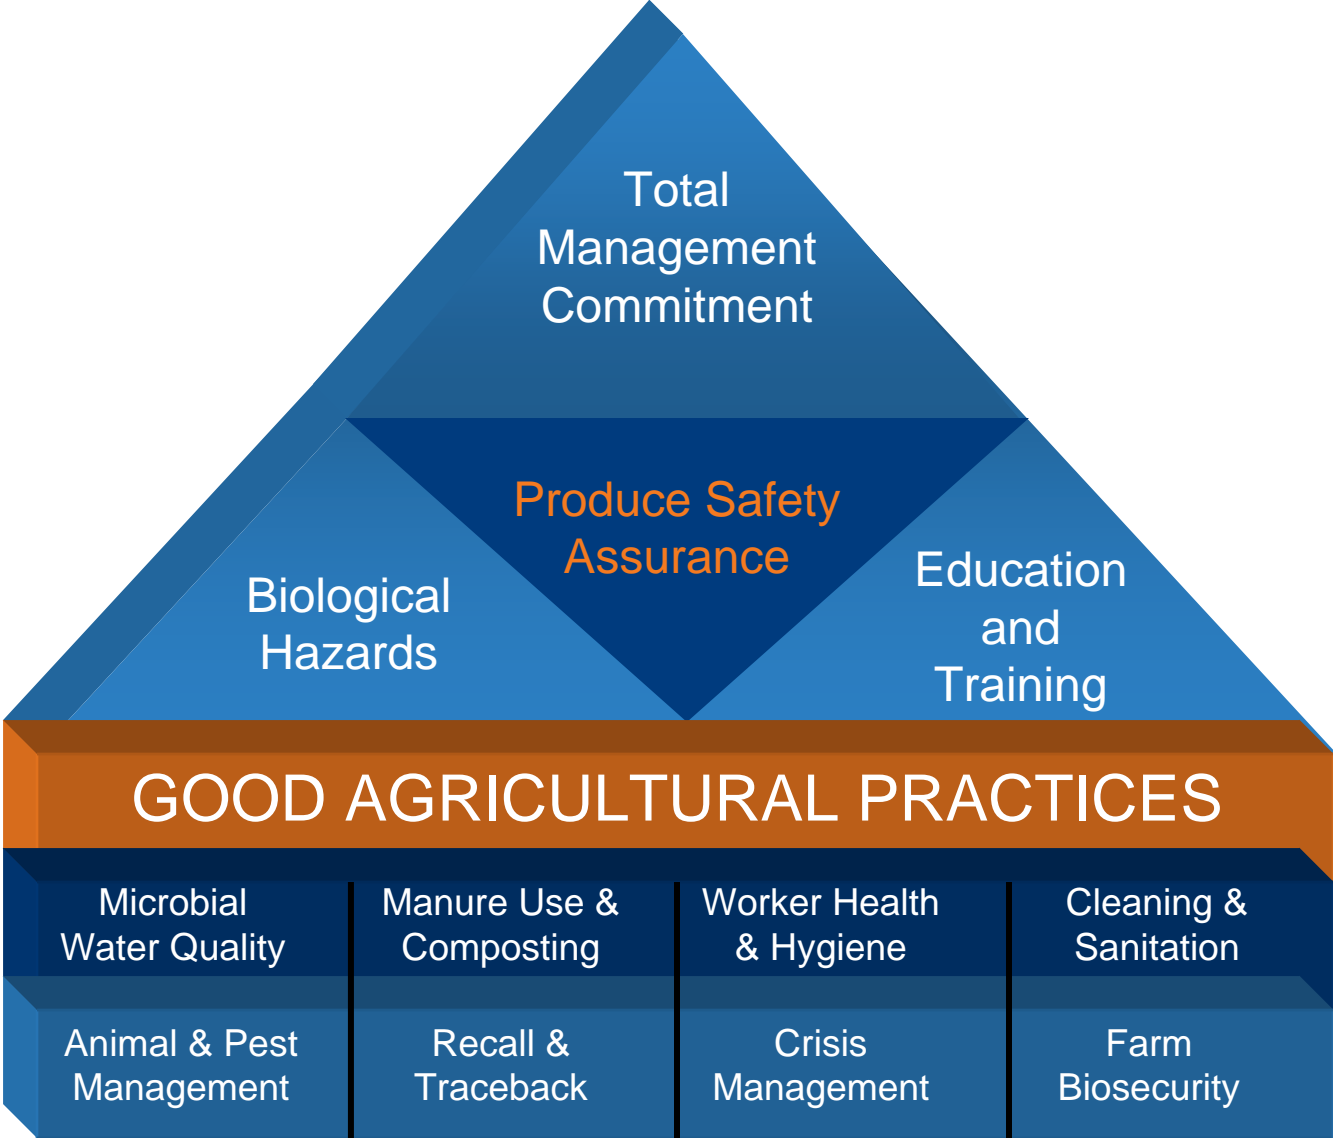 Total
Management
Commitment
Produce Safety
Assurance
Biological
Hazards
Education
and
Training
GOOD AGRICULTURAL PRACTICES
Microbial
Water Quality
Manure Use &
Composting
Worker Health
& Hygiene
Cleaning &
Sanitation
Animal & Pest
Management
Recall &
Traceback
Crisis
Management
Farm
Biosecurity